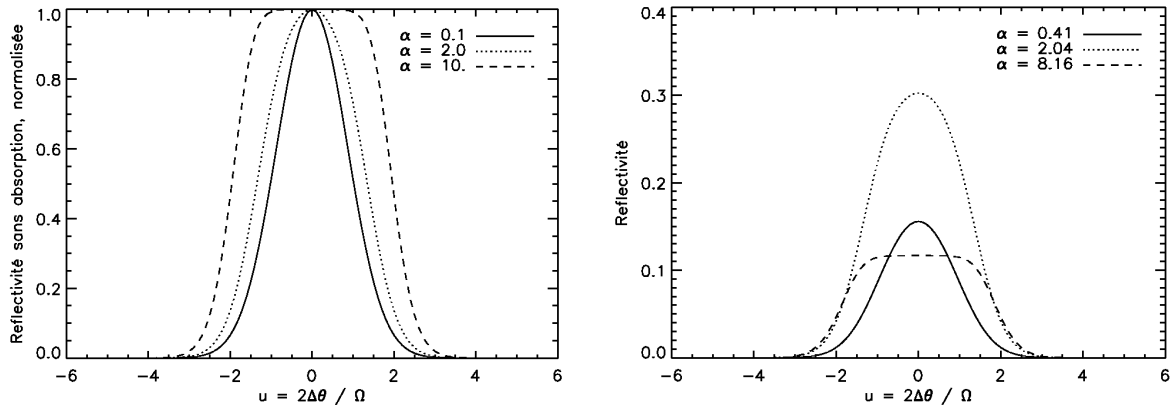 1.0
0.8
0.6
0.4
0.2
0.0
Reflectivité sans absorption, normalisée
α = 0.1
α = 2.0
α = 10.
-6 -4 -2 0 2 4 6
u = 2Δθ / Ω
0.4
0.3
0.2
0.1
0.0
Reflectivité
α = 0.41
α = 2.04
α = 8.16
-6 -4 -2 0 2 4 6
u = 2Δθ / Ω